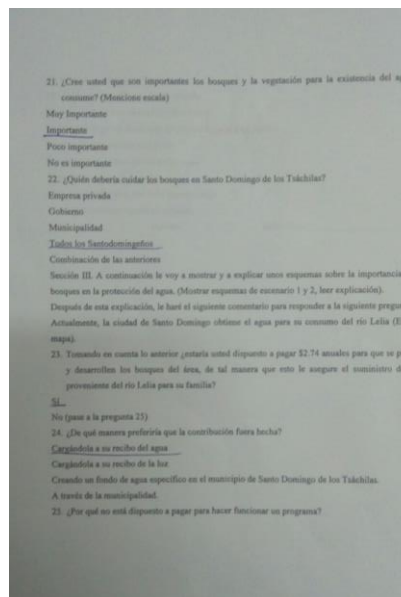 21. ¿Cree usted que son importantes los bosques y la vegetación para la existencia del
consumo? (Mencione escala)
Muy Importante
Importante
Poco importante
No es importante
22. ¿Quién debería cuidar los bosques en Santo Domingo de los Tsáchilas?
Empresa privada
Gobierno
Municipalidad
Todos los Santodomingeños
Combinación de las anteriores
Sección III. A continuación le voy a mostrar y a explicar unos esquemas sobre la importancia
bosques en la protección del agua. (Mostrar esquemas de escenario 1 y 2, leer explicación).
Después de esta explicación, le haré el siguiente comentario para responder a la siguiente
Actualmente, la ciudad de Santo Domingo obtiene el agua para su consumo del río Lelia
mapa).
23. Tomando en cuenta lo anterior ¿estaría usted dispuesto a pagar $2.74 anuales para que se
y desarrollen los bosques del área, de tal manera que esto le asegure el suministro
proveniente del río Lelia para su familia?
Sí
No (pase a la pregunta 25)
24. ¿De qué manera preferiría que la contribución fuera hecha?
Cargándola a su recibo del agua
Cargándola a su recibo de la luz
Creando un fondo de agua específico en el municipio de Santo Domingo de los Tsáchilas.
A través de la municipalidad.
25. ¿Por qué no está dispuesto a pagar para hacer funcionar un programa?